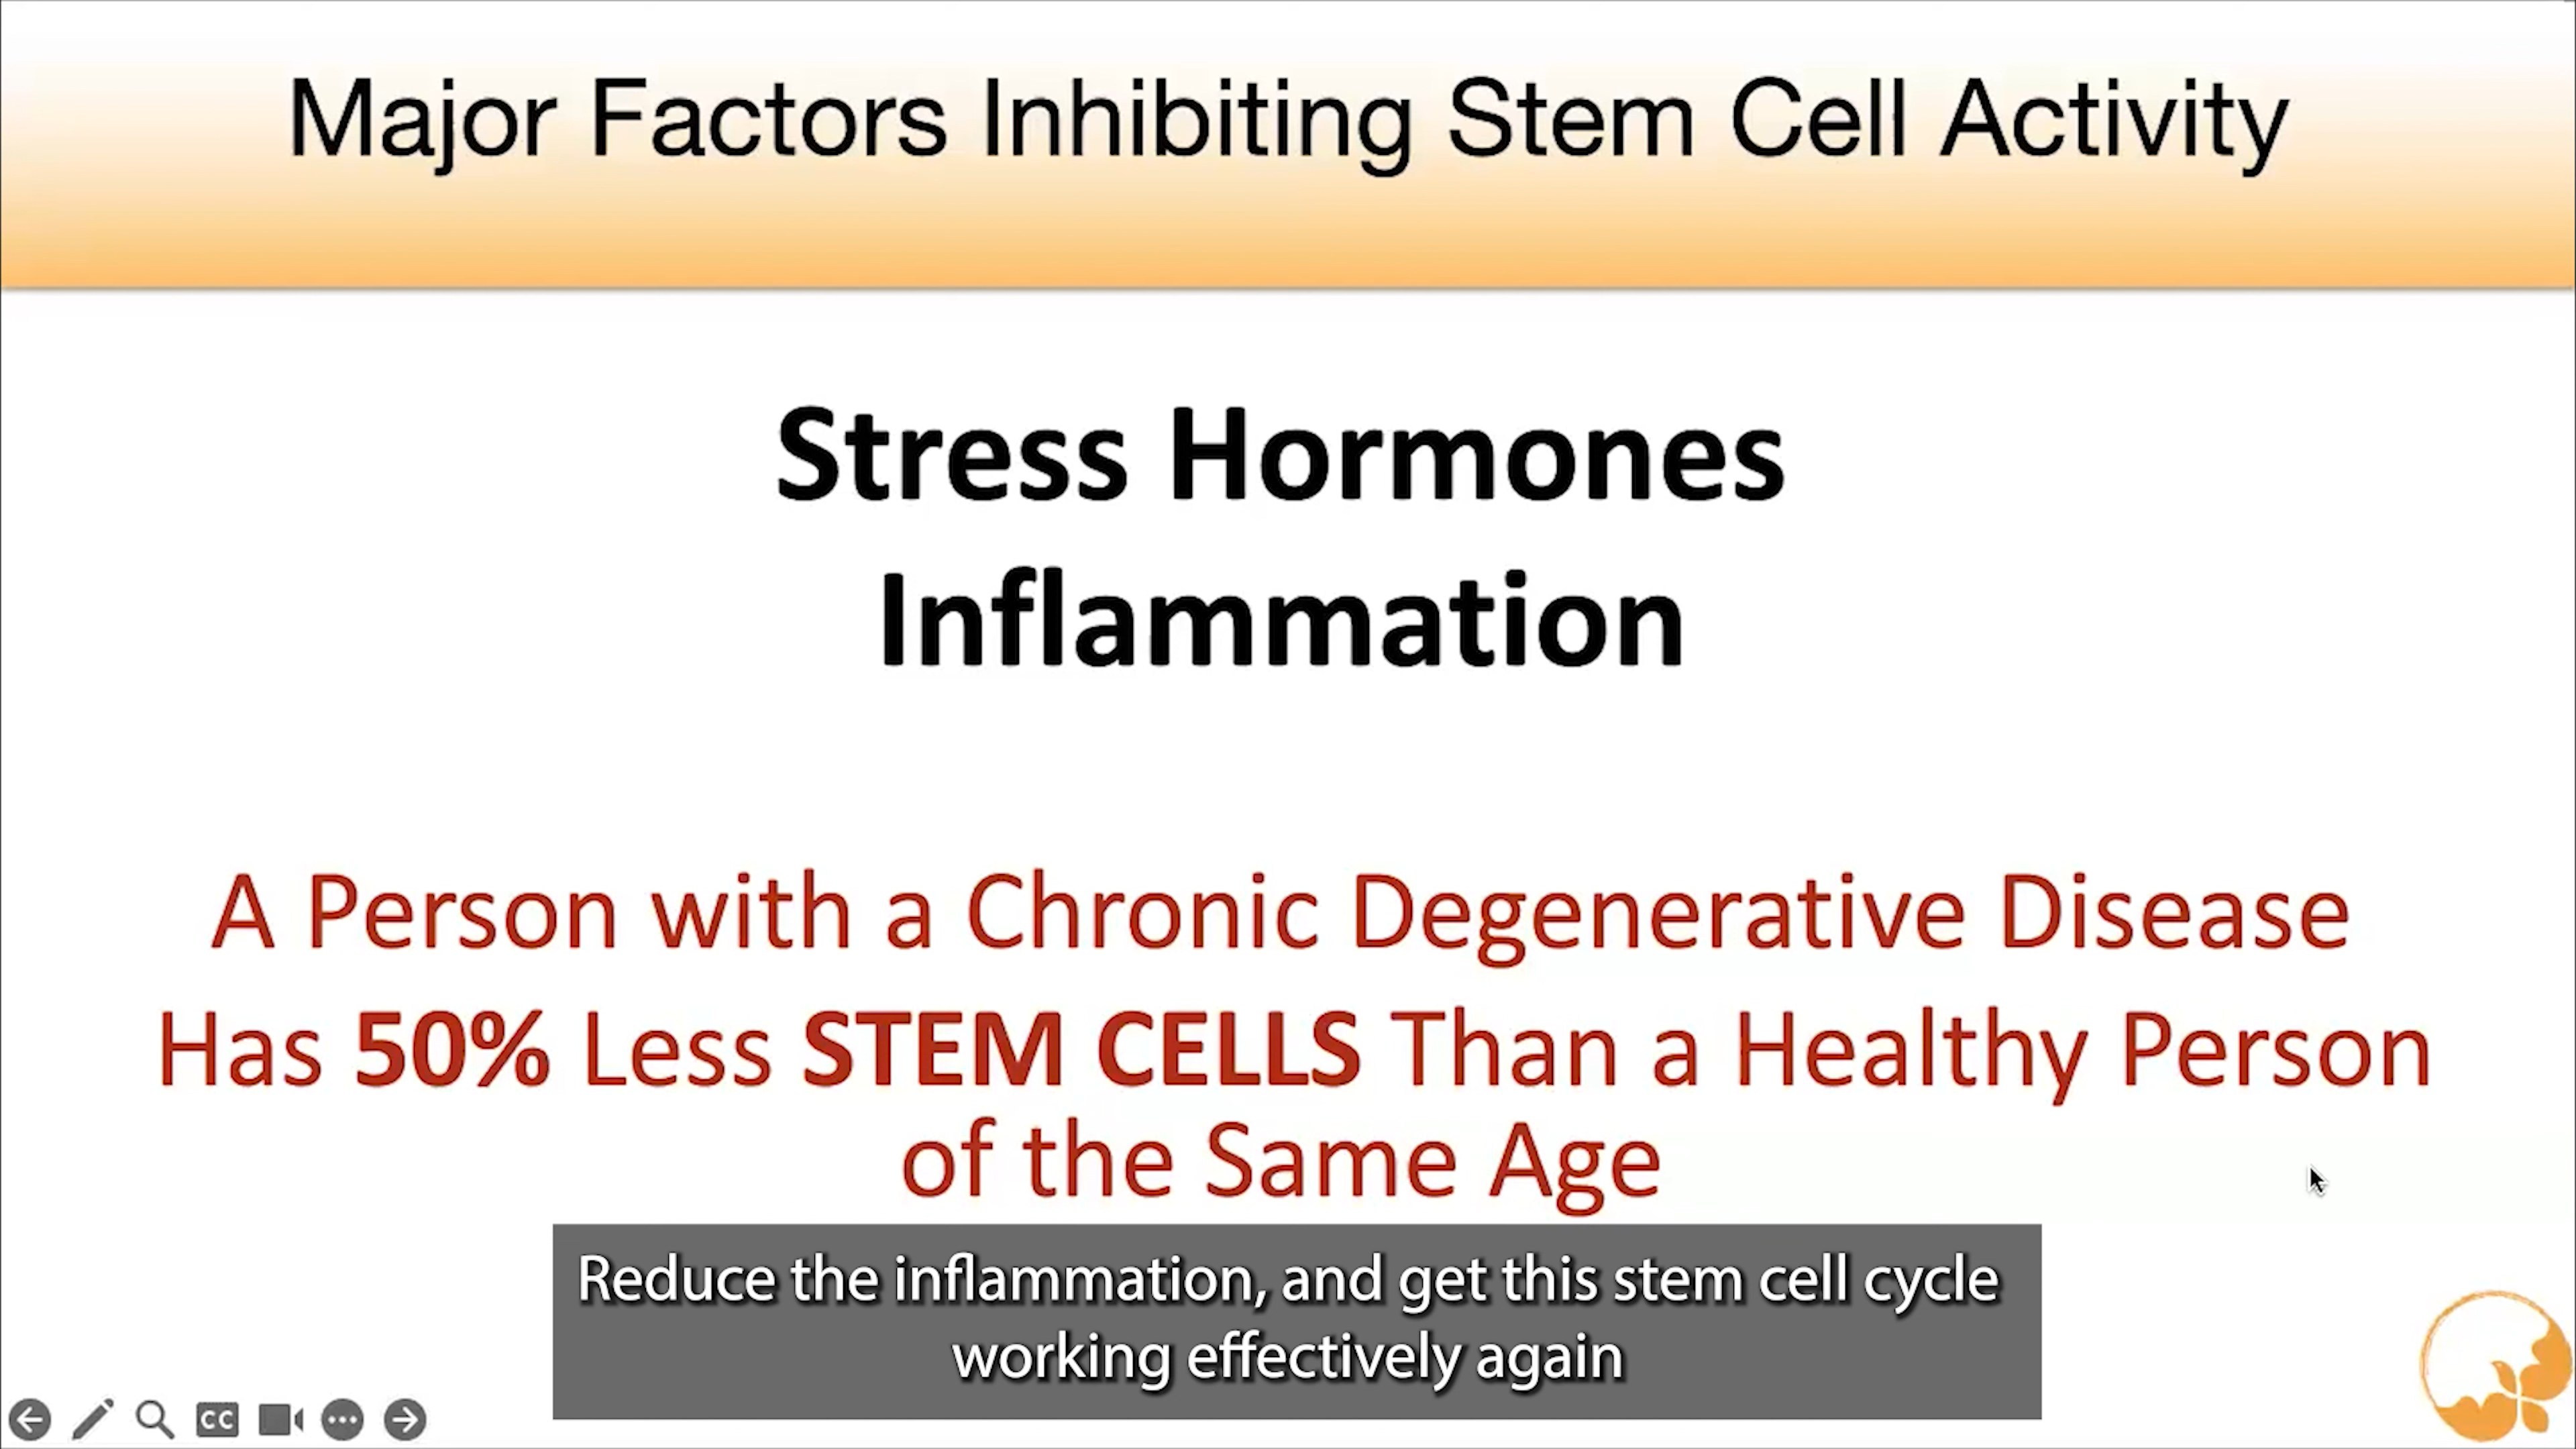 Major Factors Inhibiting Stem Cell Activity
Stress Hormones
Inflammation
A Person with a Chronic Degenerative Disease
Has 50% Less STEM CELLS Than a Healthy Person
of the Same Age
Reduce the inflammation, and get this stem cell cycle
working effectively again
CC